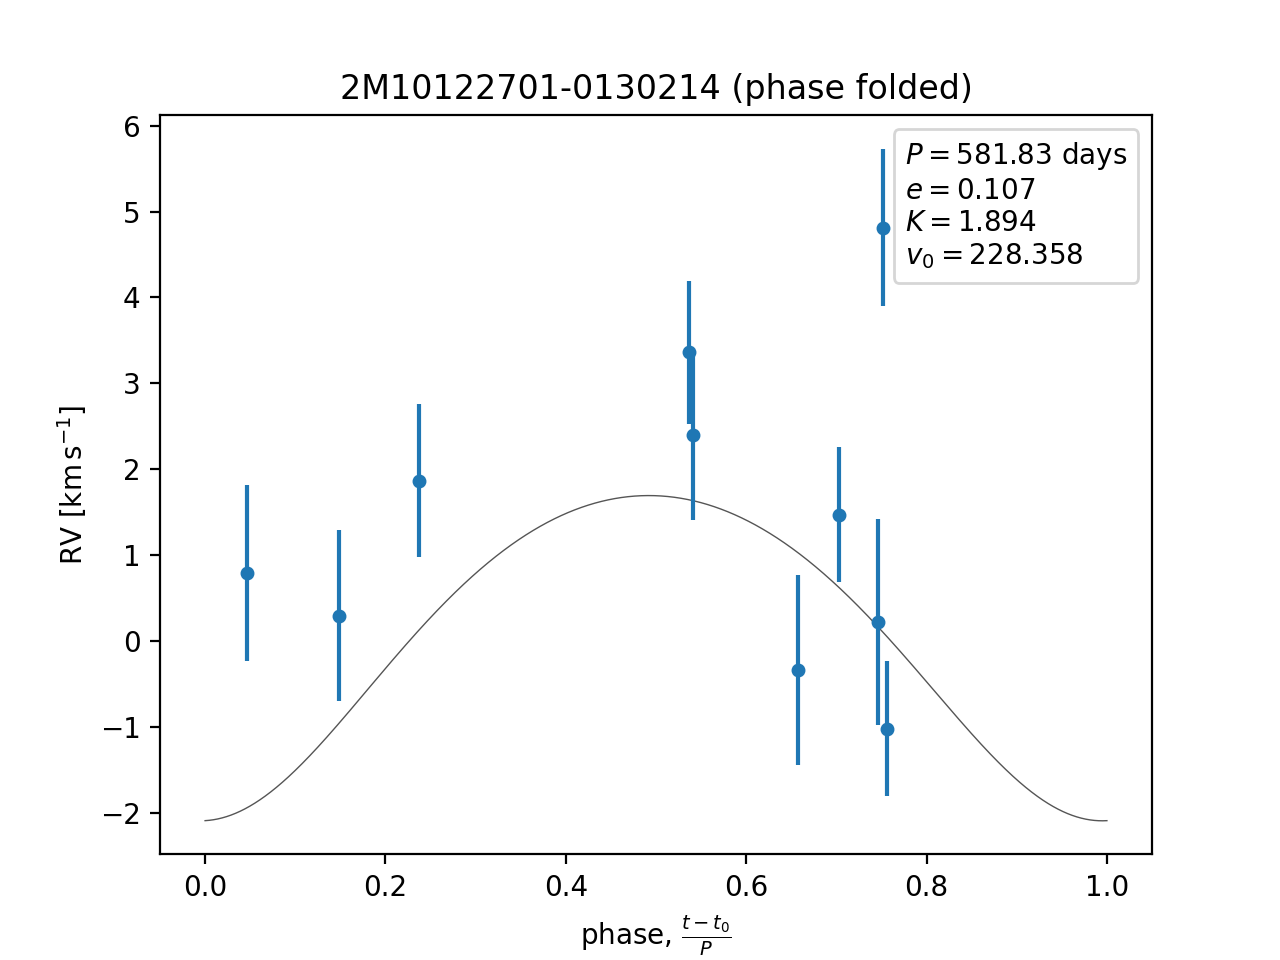 2M10122701-0130214 (phase folded)
P = 581.83 days
e = 0.107
K = 1.894
v₀ = 228.358
RV [km s⁻¹]
6
5
4
3
2
1
0
−1
−2
0.0 0.2 0.4 0.6 0.8 1.0
phase, (t − t₀)/P